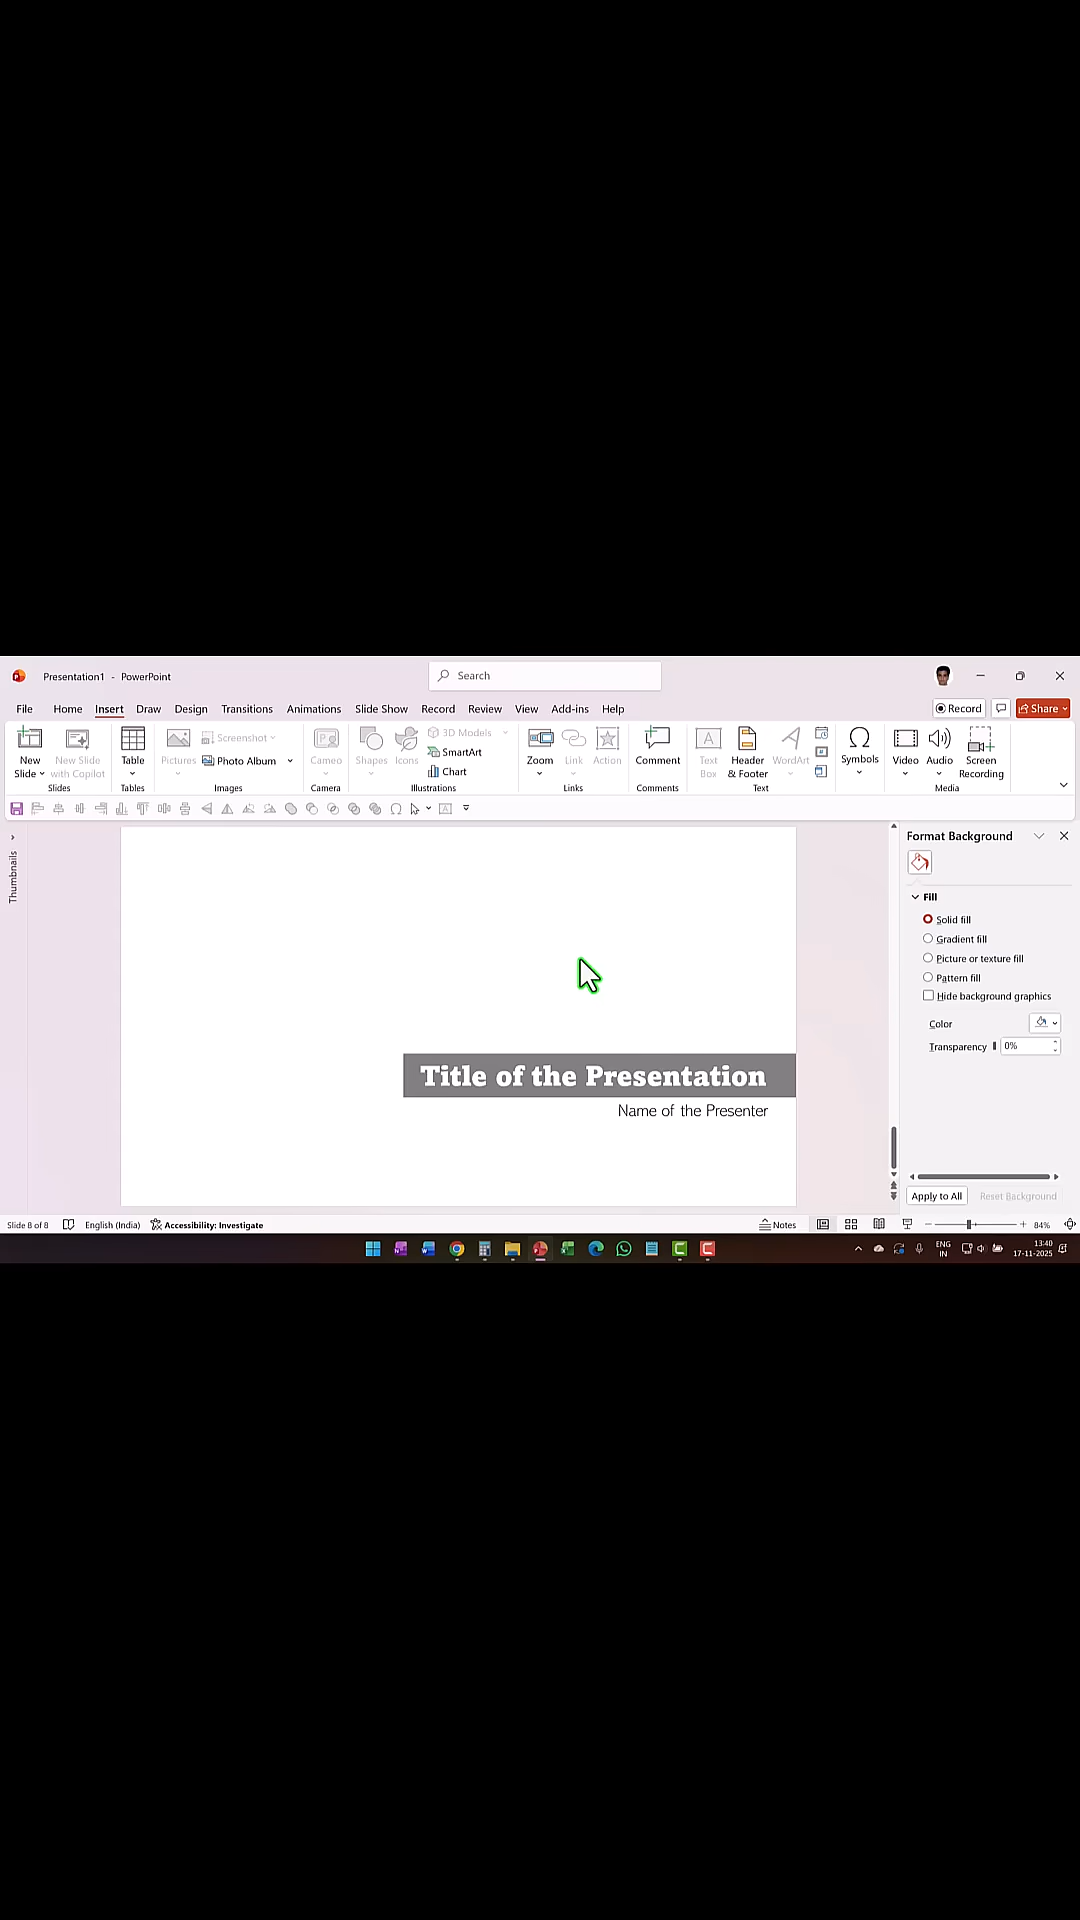 Presentation1 - PowerPoint
Search
File Home Insert Draw Design Transitions Animations Slide Show Record Review View Add-ins Help
Record
Share
New Slide
New Slide with Copilot
Slides
Table
Tables
Pictures
Screenshot
Photo Album
Images
Cameo
Camera
Shapes
Icons
3D Models
SmartArt
Chart
Illustrations
Zoom
Link
Action
Links
Comment
Comments
Text Box
Header & Footer
WordArt
Text
Symbols
Video
Audio
Screen Recording
Media
Thumbnails
Title of the Presentation
Name of the Presenter
Format Background
Fill
Solid fill
Gradient fill
Picture or texture fill
Pattern fill
Hide background graphics
Color
Transparency 0%
Apply to All
Reset Background
Slide 8 of 8
English (India)
Accessibility: Investigate
Notes
84%
ENG
IN
13:40
17-11-2025